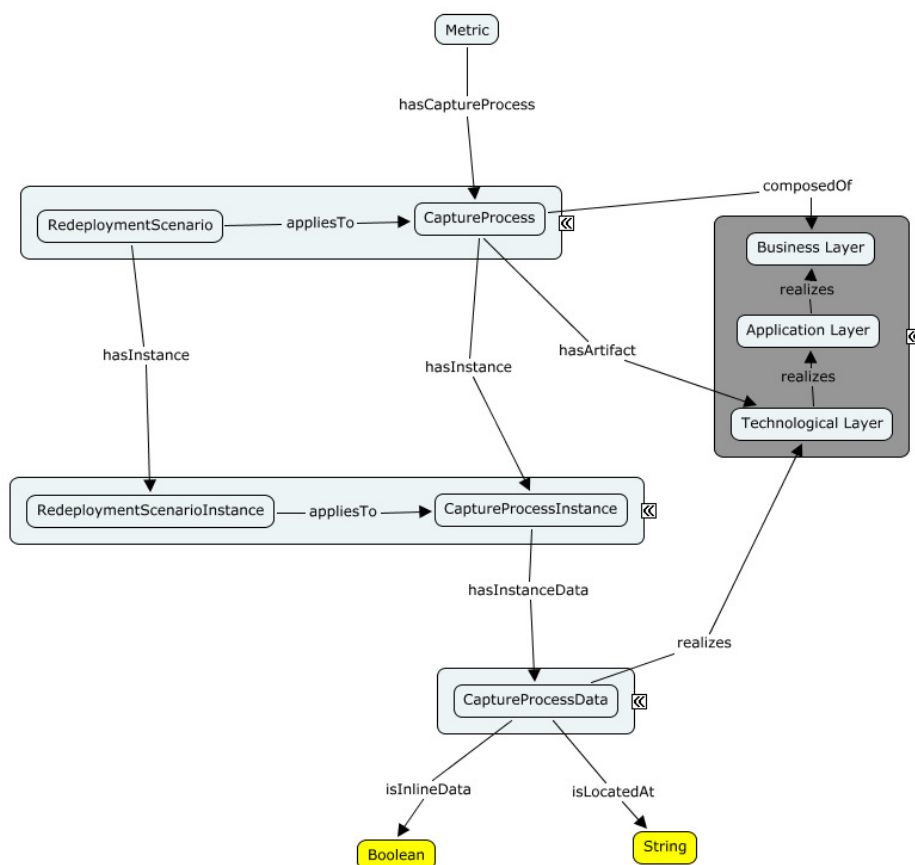 Metric
hasCaptureProcess
composedOf
RedeploymentScenario
appliesTo
CaptureProcess
Business Layer
realizes
Application Layer
hasInstance
hasInstance
hasArtifact
realizes
Technological Layer
RedeploymentScenarioInstance
appliesTo
CaptureProcessInstance
hasInstanceData
realizes
CaptureProcessData
isInlineData
isLocatedAt
Boolean
String